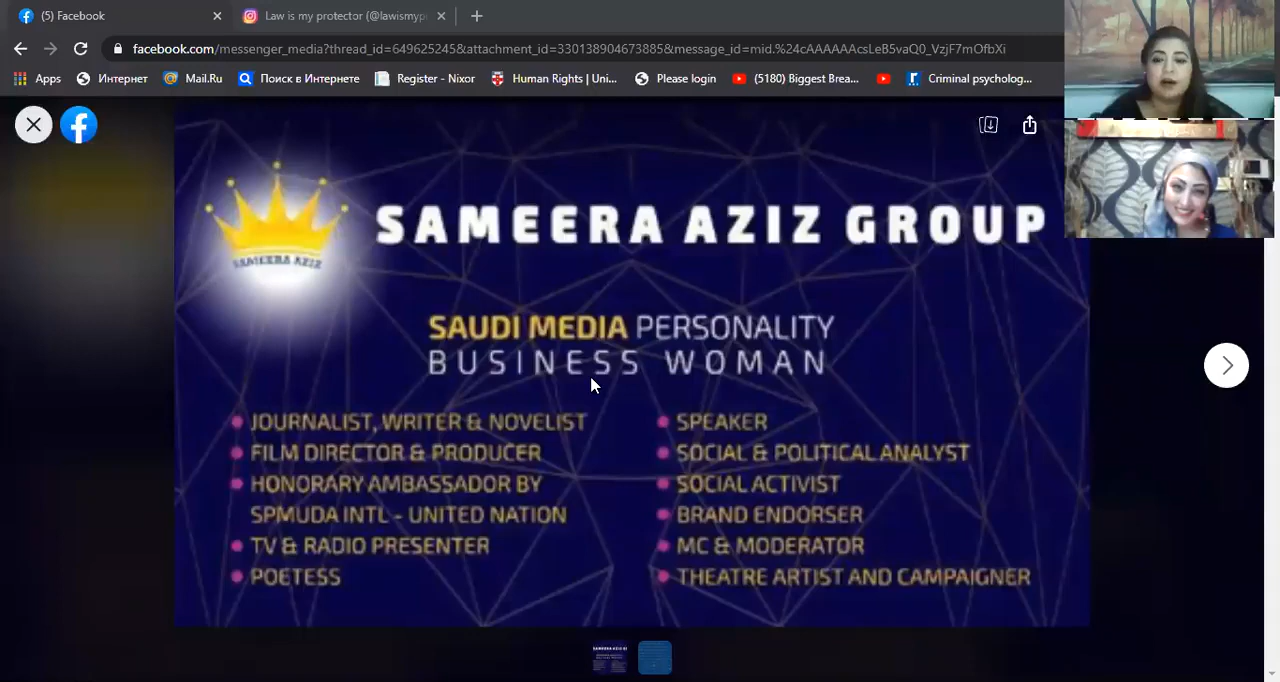 (5) Facebook
Law is my protector (@lawismypr
facebook.com/messenger_media?thread_id=649625245&attachment_id=330138904673885&message_id=mid.%24cAAAAAAcsLeB5vaQ0_VzjF7mOfbXi
Apps Интернет Mail.Ru Поиск в Интернете Register - Nixor Human Rights | Uni... Please login (5180) Biggest Brea... Criminal psycholog...
SAMEERA AZIZ GROUP
SAMEERA AZIZ
SAUDI MEDIA PERSONALITY
BUSINESS WOMAN
JOURNALIST, WRITER & NOVELIST
FILM DIRECTOR & PRODUCER
HONORARY AMBASSADOR BY
SPMUDA INTL - UNITED NATION
TV & RADIO PRESENTER
POETESS
SPEAKER
SOCIAL & POLITICAL ANALYST
SOCIAL ACTIVIST
BRAND ENDORSER
MC & MODERATOR
THEATRE ARTIST AND CAMPAIGNER